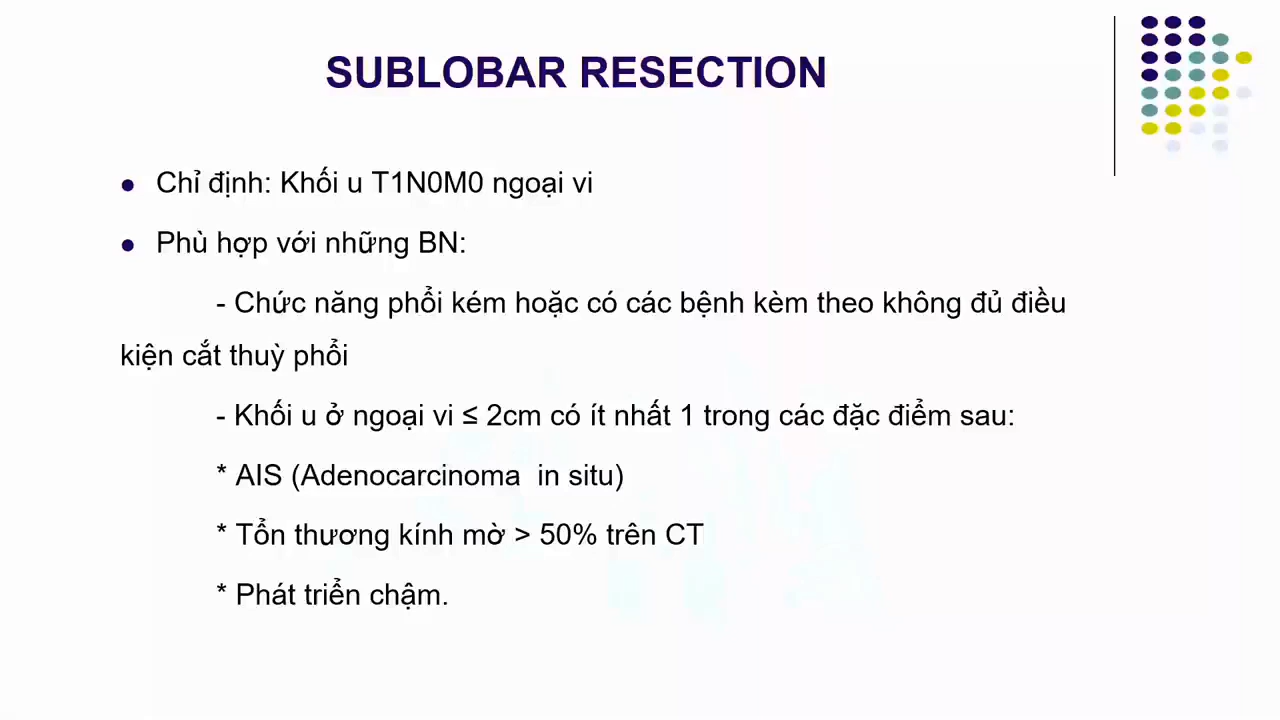 SUBLOBAR RESECTION
Chỉ định: Khối u T1N0M0 ngoại vi
Phù hợp với những BN:
- Chức năng phổi kém hoặc có các bệnh kèm theo không đủ điều
kiện cắt thuỳ phổi
- Khối u ở ngoại vi ≤ 2cm có ít nhất 1 trong các đặc điểm sau:
* AIS (Adenocarcinoma in situ)
* Tổn thương kính mờ > 50% trên CT
* Phát triển chậm.